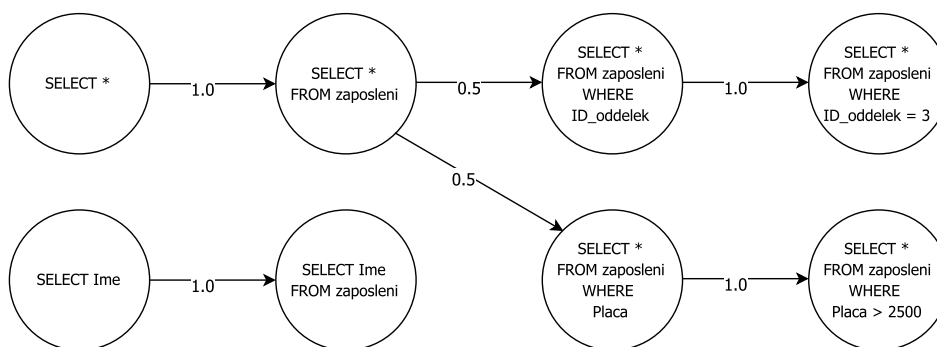 SELECT *
1.0
SELECT *
FROM zaposleni
0.5
SELECT *
FROM zaposleni
WHERE
ID_oddelek
1.0
SELECT *
FROM zaposleni
WHERE
ID_oddelek = 3
0.5
SELECT Ime
1.0
SELECT Ime
FROM zaposleni
SELECT *
FROM zaposleni
WHERE
Placa
1.0
SELECT *
FROM zaposleni
WHERE
Placa > 2500